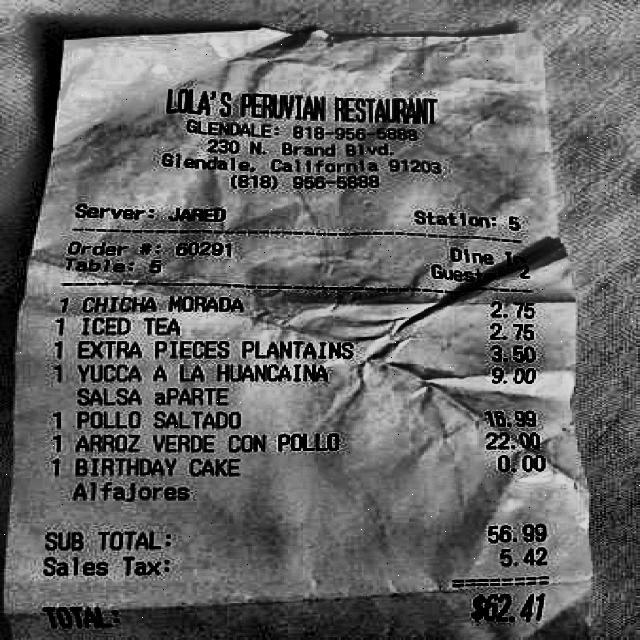 LOLA'S PERUVIAN RESTAURANT
GLENDALE: 818-956-5888
230 N. Brand Blvd.
Glendale, California 91203
(818) 956-5888
Server: JARED Station: 5
Order #: 60291 Dine
Table: 5 2
1 CHICHA MORADA 2.75
1 ICED TEA 2.75
1 EXTRA PIECES PLANTAINS 3.50
1 YUCCA A LA HUANCAINA 9.00
SALSA aPARTE
1 POLLO SALTADO 16.99
1 ARROZ VERDE CON POLLO 22.00
1 BIRTHDAY CAKE 0.00
Alfajores
SUB TOTAL: 56.99
Sales Tax: 5.42
========
TOTAL: $62.41